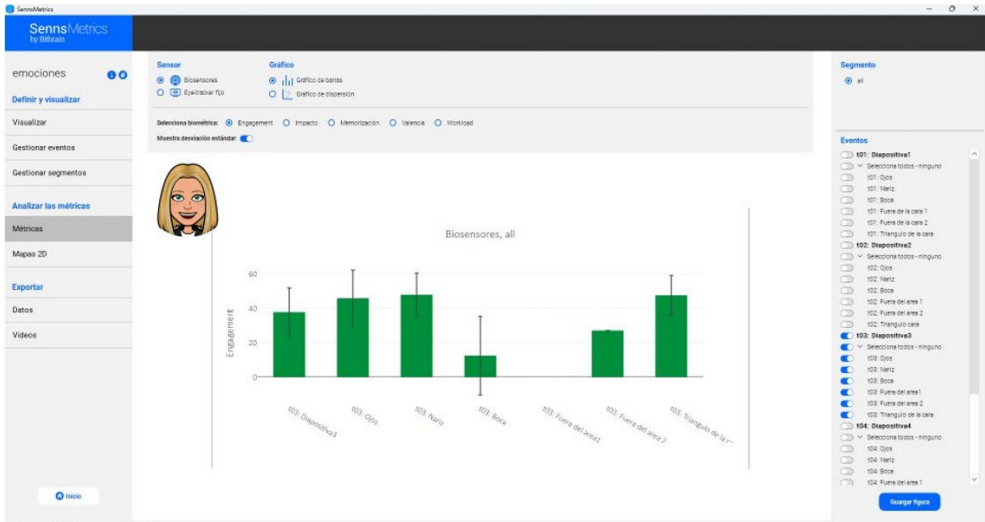 SennsMetrics
SennsMetrics
by Bitbrain
emociones
Definir y visualizar
Visualizar
Gestionar eventos
Gestionar segmentos
Analizar las métricas
Métricas
Mapas 2D
Exportar
Datos
Vídeos
Inicio
Sensor
Biosensores
Eye-tracker fijo
Gráfico
Gráfico de barras
Gráfico de dispersión
Selecciona biométrica: Engagement Impacto Memorización Valencia Workload
Muestra desviación estándar:
Biosensores, all
Engagement
60
40
20
0
t03: Diapositiva3
t03: Ojos
t03: Nariz
t03: Boca
t03: Fuera del area1
t03: Fuera del area 2
t03: Triangulo de la c...
Segmento
all
Eventos
t01: Diapositiva1
Selecciona todos - ninguno
t01: Ojos
t01: Nariz
t01: Boca
t01: Fuera de la cara 1
t01: Fuera de la cara 2
t01: Triangulo de la cara
t02: Diapositiva2
Selecciona todos - ninguno
t02: Ojos
t02: Nariz
t02: Boca
t02: Fuera del area 1
t02: Fuera del area 2
t02: Triangulo cara
t03: Diapositiva3
Selecciona todos - ninguno
t03: Ojos
t03: Nariz
t03: Boca
t03: Fuera del area1
t03: Fuera del area 2
t03: Triangulo de la cara
t04: Diapositiva4
Selecciona todos - ninguno
t04: Ojos
t04: Nariz
t04: Boca
t04: Fuera del area 1
Guargar figura